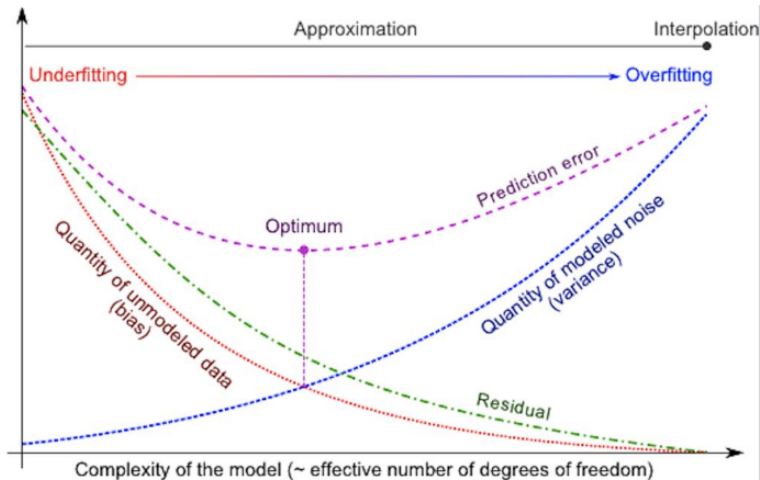 Approximation
Interpolation
Underfitting
Overfitting
Prediction error
Optimum
Quantity of unmodeled data
(bias)
Quantity of modeled noise
(variance)
Residual
Complexity of the model (~ effective number of degrees of freedom)